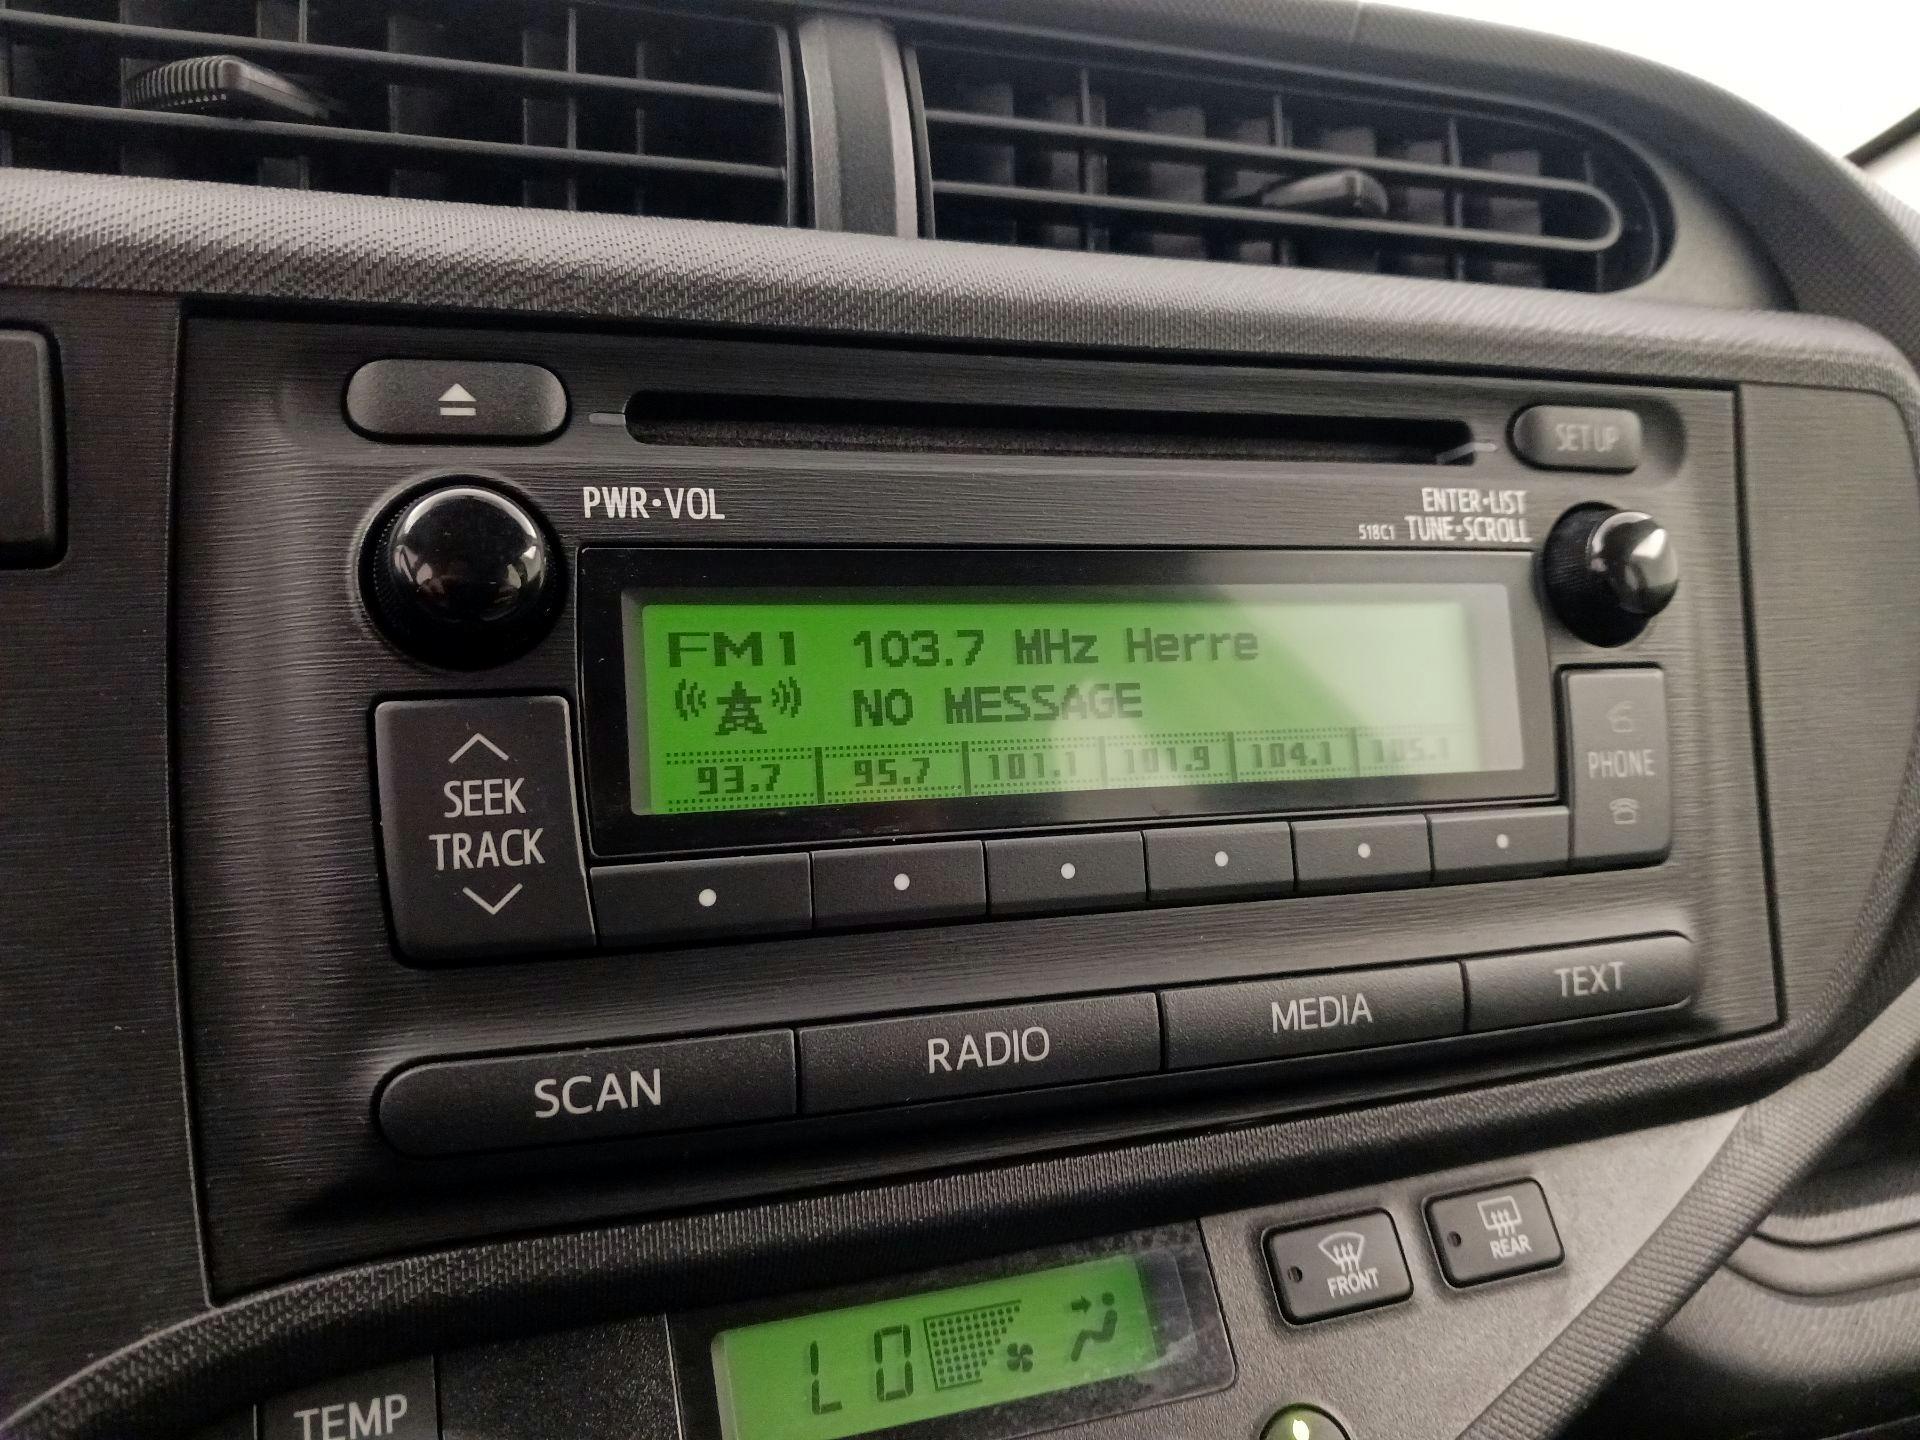 SETUP
PWR•VOL
ENTER•LIST
518C1 TUNE•SCROLL
FM1 103.7 MHz Herre
NO MESSAGE
93.7 95.7 101.1 101.9 104.1 105.1
SEEK
TRACK
PHONE
SCAN RADIO MEDIA TEXT
FRONT REAR
LO
TEMP